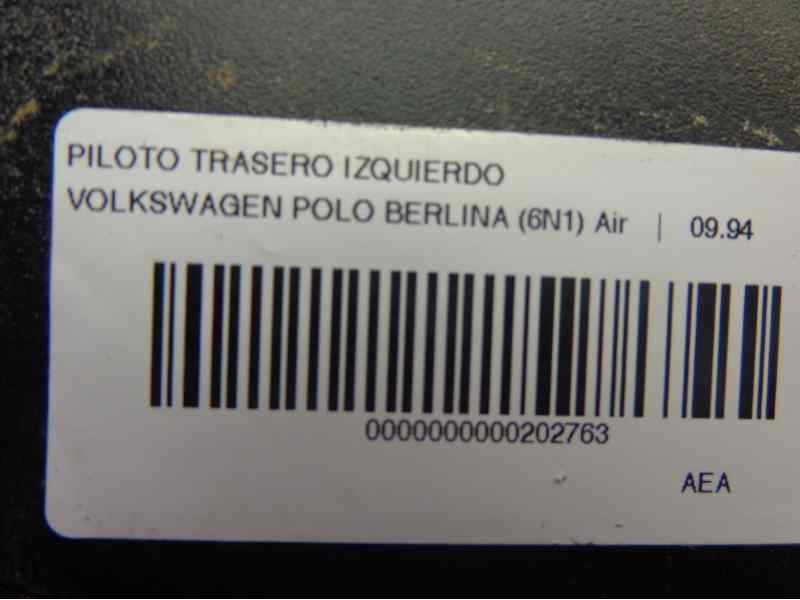 PILOTO TRASERO IZQUIERDO
VOLKSWAGEN POLO BERLINA (6N1) Air | 09.94
0000000000202763
AEA